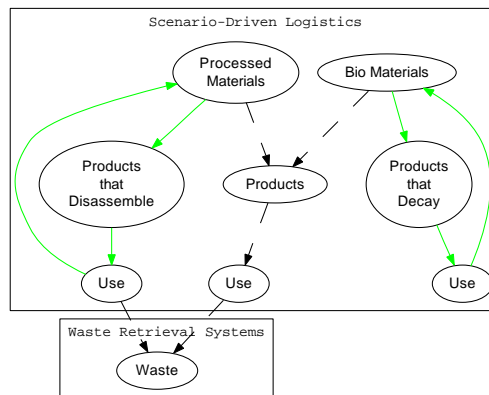 Scenario-Driven Logistics
Processed
Materials
Bio Materials
Products
that
Disassemble
Products
Products
that
Decay
Use
Use
Use
Waste Retrieval Systems
Waste